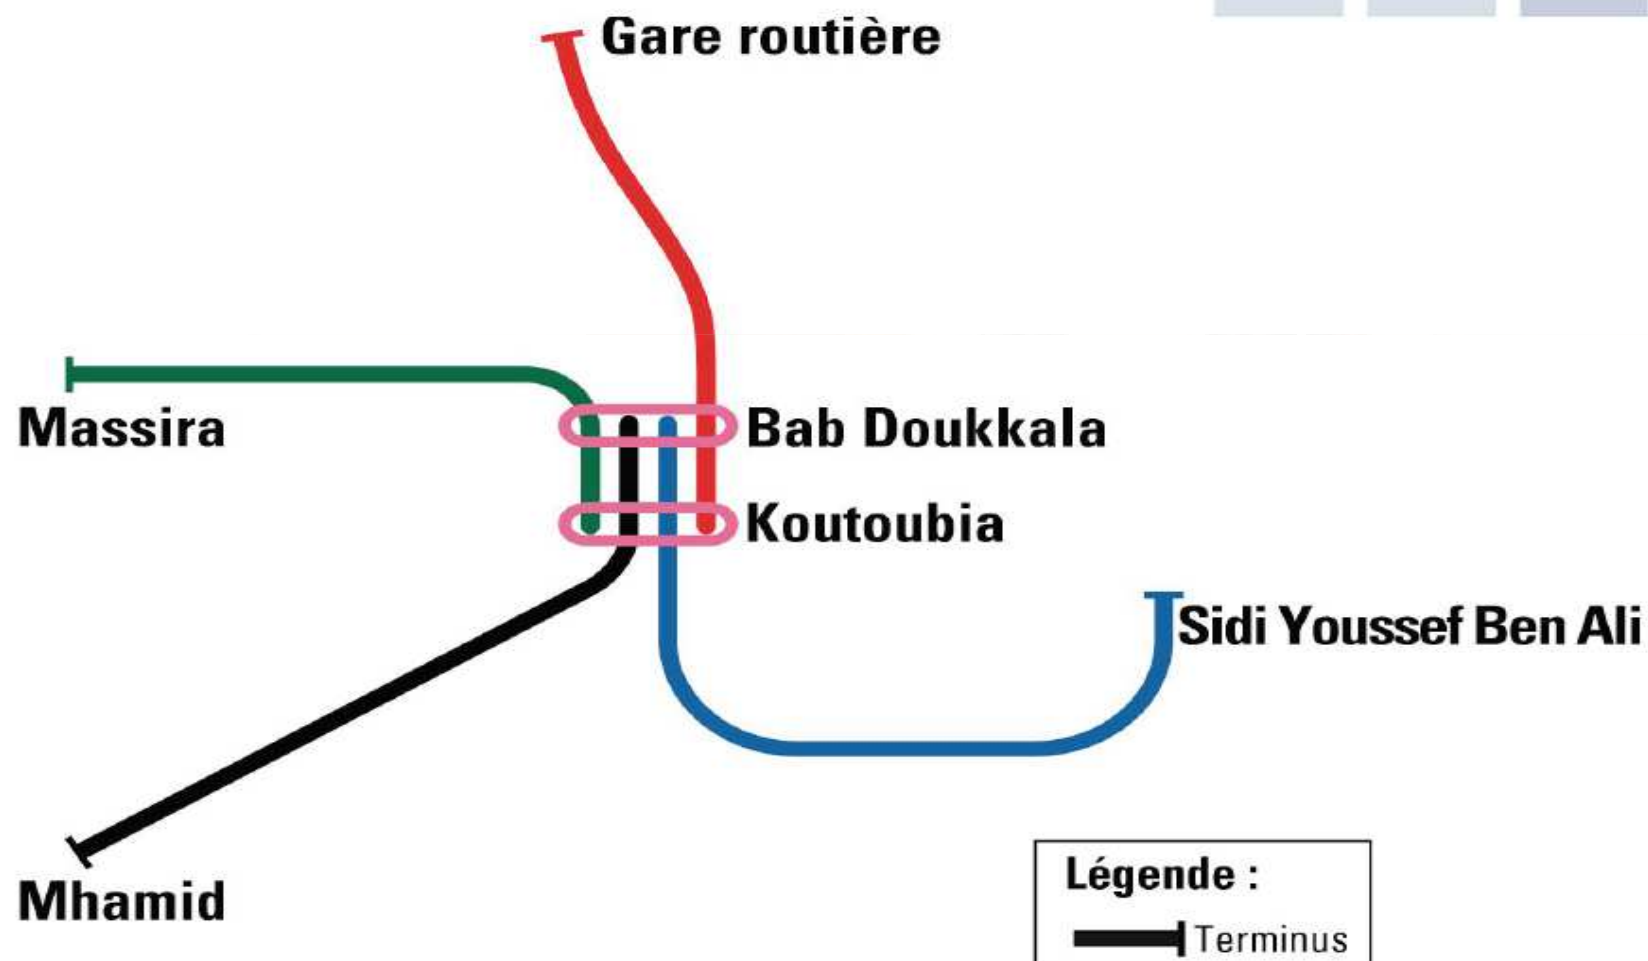 Gare routière
Massira
Bab Doukkala
Koutoubia
Sidi Youssef Ben Ali
Mhamid
Légende :
Terminus